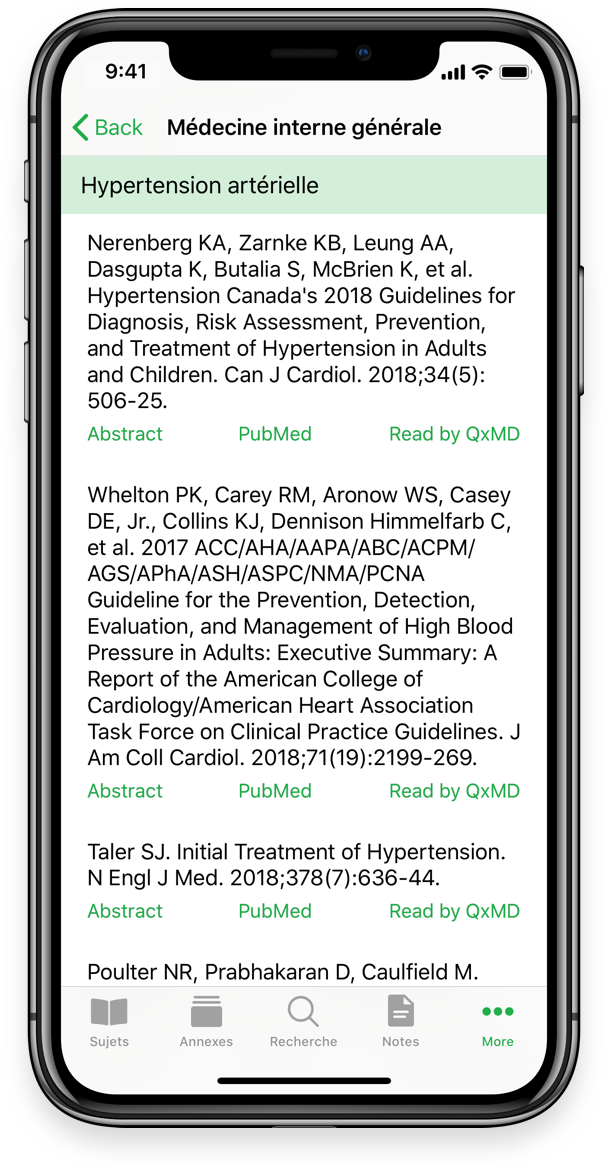 9:41
Back Médecine interne générale
Hypertension artérielle
Nerenberg KA, Zarnke KB, Leung AA,
Dasgupta K, Butalia S, McBrien K, et al.
Hypertension Canada's 2018 Guidelines for
Diagnosis, Risk Assessment, Prevention,
and Treatment of Hypertension in Adults
and Children. Can J Cardiol. 2018;34(5):
506-25.
Abstract PubMed Read by QxMD
Whelton PK, Carey RM, Aronow WS, Casey
DE, Jr., Collins KJ, Dennison Himmelfarb C,
et al. 2017 ACC/AHA/AAPA/ABC/ACPM/
AGS/APhA/ASH/ASPC/NMA/PCNA
Guideline for the Prevention, Detection,
Evaluation, and Management of High Blood
Pressure in Adults: Executive Summary: A
Report of the American College of
Cardiology/American Heart Association
Task Force on Clinical Practice Guidelines. J
Am Coll Cardiol. 2018;71(19):2199-269.
Abstract PubMed Read by QxMD
Taler SJ. Initial Treatment of Hypertension.
N Engl J Med. 2018;378(7):636-44.
Abstract PubMed Read by QxMD
Poulter NR, Prabhakaran D, Caulfield M.
Sujets Annexes Recherche Notes More